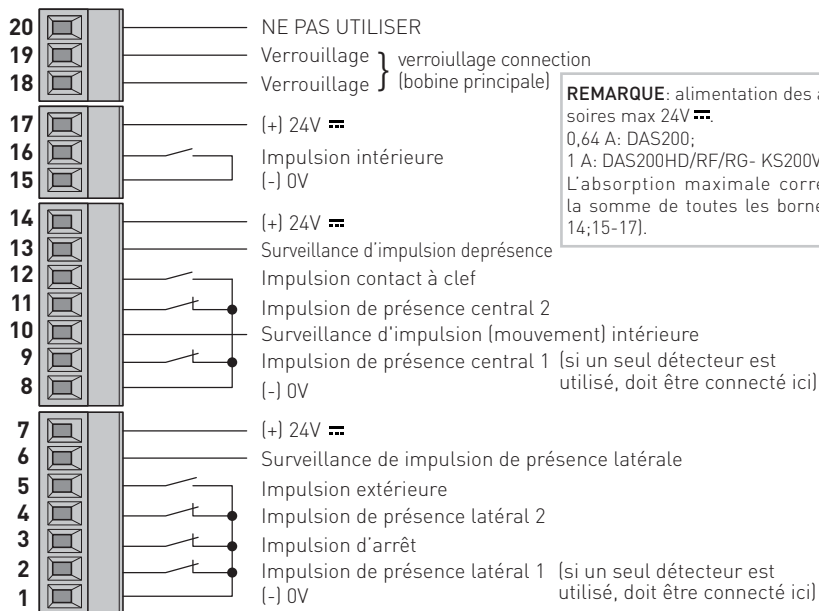 20 NE PAS UTILISER
19 Verrouillage
18 Verrouillage
} verroiullage connection
(bobine principale)
REMARQUE: alimentation des
soires max 24V
0,64 A: DAS200;
1 A: DAS200HD/RF/RG- KS200
L'absorption maximale
la somme de toutes les
14;15-17).
17 (+) 24V
16 Impulsion intérieure
15 (-) 0V
14 (+) 24V
13 Surveillance d'impulsion deprésence
12 Impulsion contact à clef
11 Impulsion de présence central 2
10 Surveillance d'impulsion (mouvement) intérieure
9 Impulsion de présence central 1 (si un seul détecteur est
utilisé, doit être connecté ici)
8 (-) 0V
7 (+) 24V
6 Surveillance de impulsion de présence latérale
5 Impulsion extérieure
4 Impulsion de présence latéral 2
3 Impulsion d'arrêt
2 Impulsion de présence latéral 1 (si un seul détecteur est
utilisé, doit être connecté ici)
1 (-) 0V